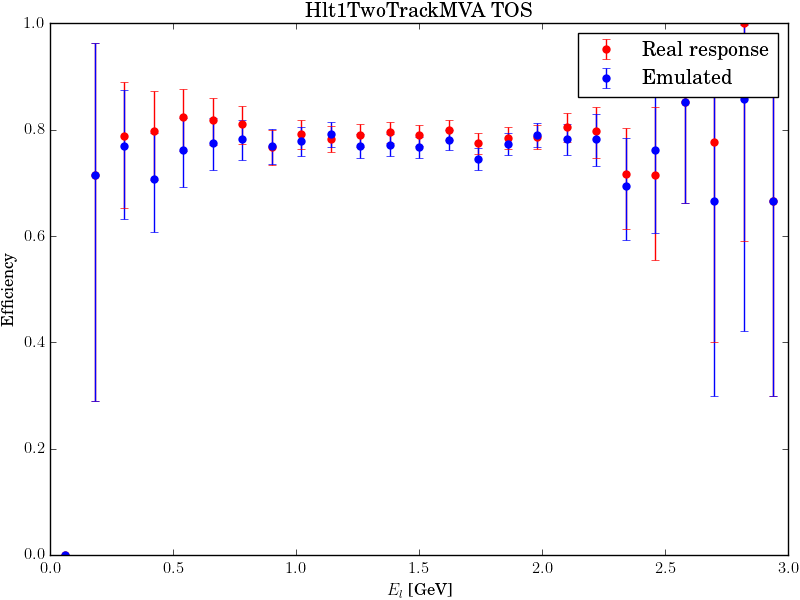 Hlt1TwoTrackMVA TOS
Real response
Emulated
1.0
0.8
0.6
0.4
0.2
0.0
Efficiency
0.0 0.5 1.0 1.5 2.0 2.5 3.0
E_l [GeV]